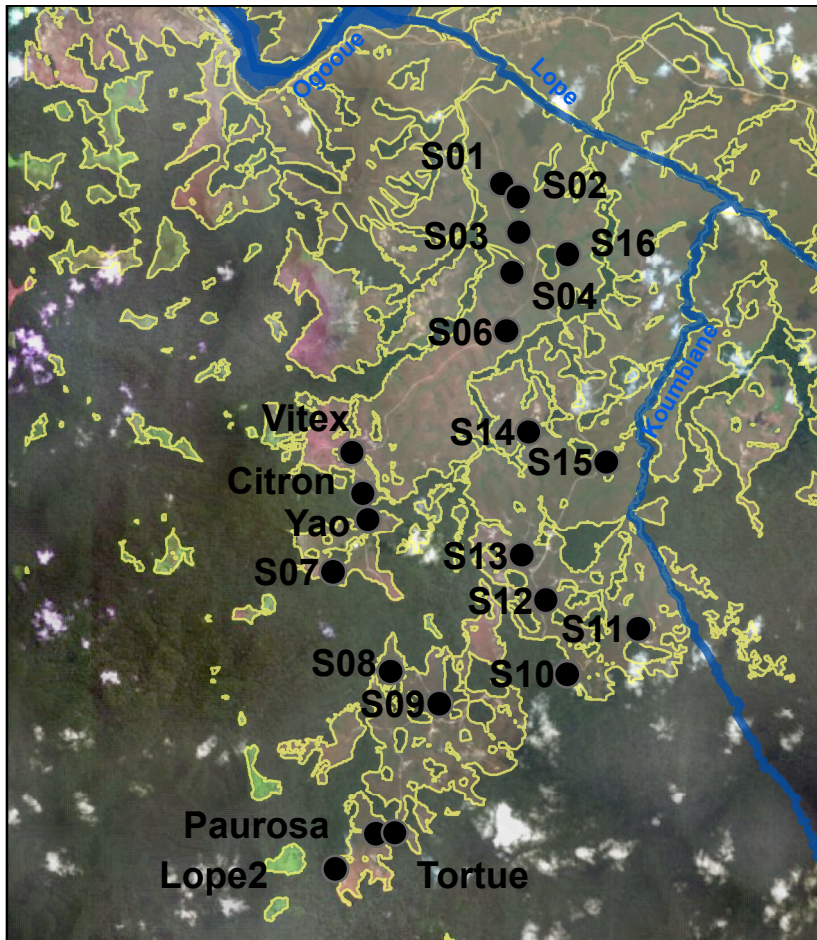 Ogooue
Lope
S01
S02
S03
S16
S04
S06
Vitex
S14
S15
Koumbiane
Citron
Yao
S07
S13
S12
S11
S08
S10
S09
Paurosa
Lope2
Tortue